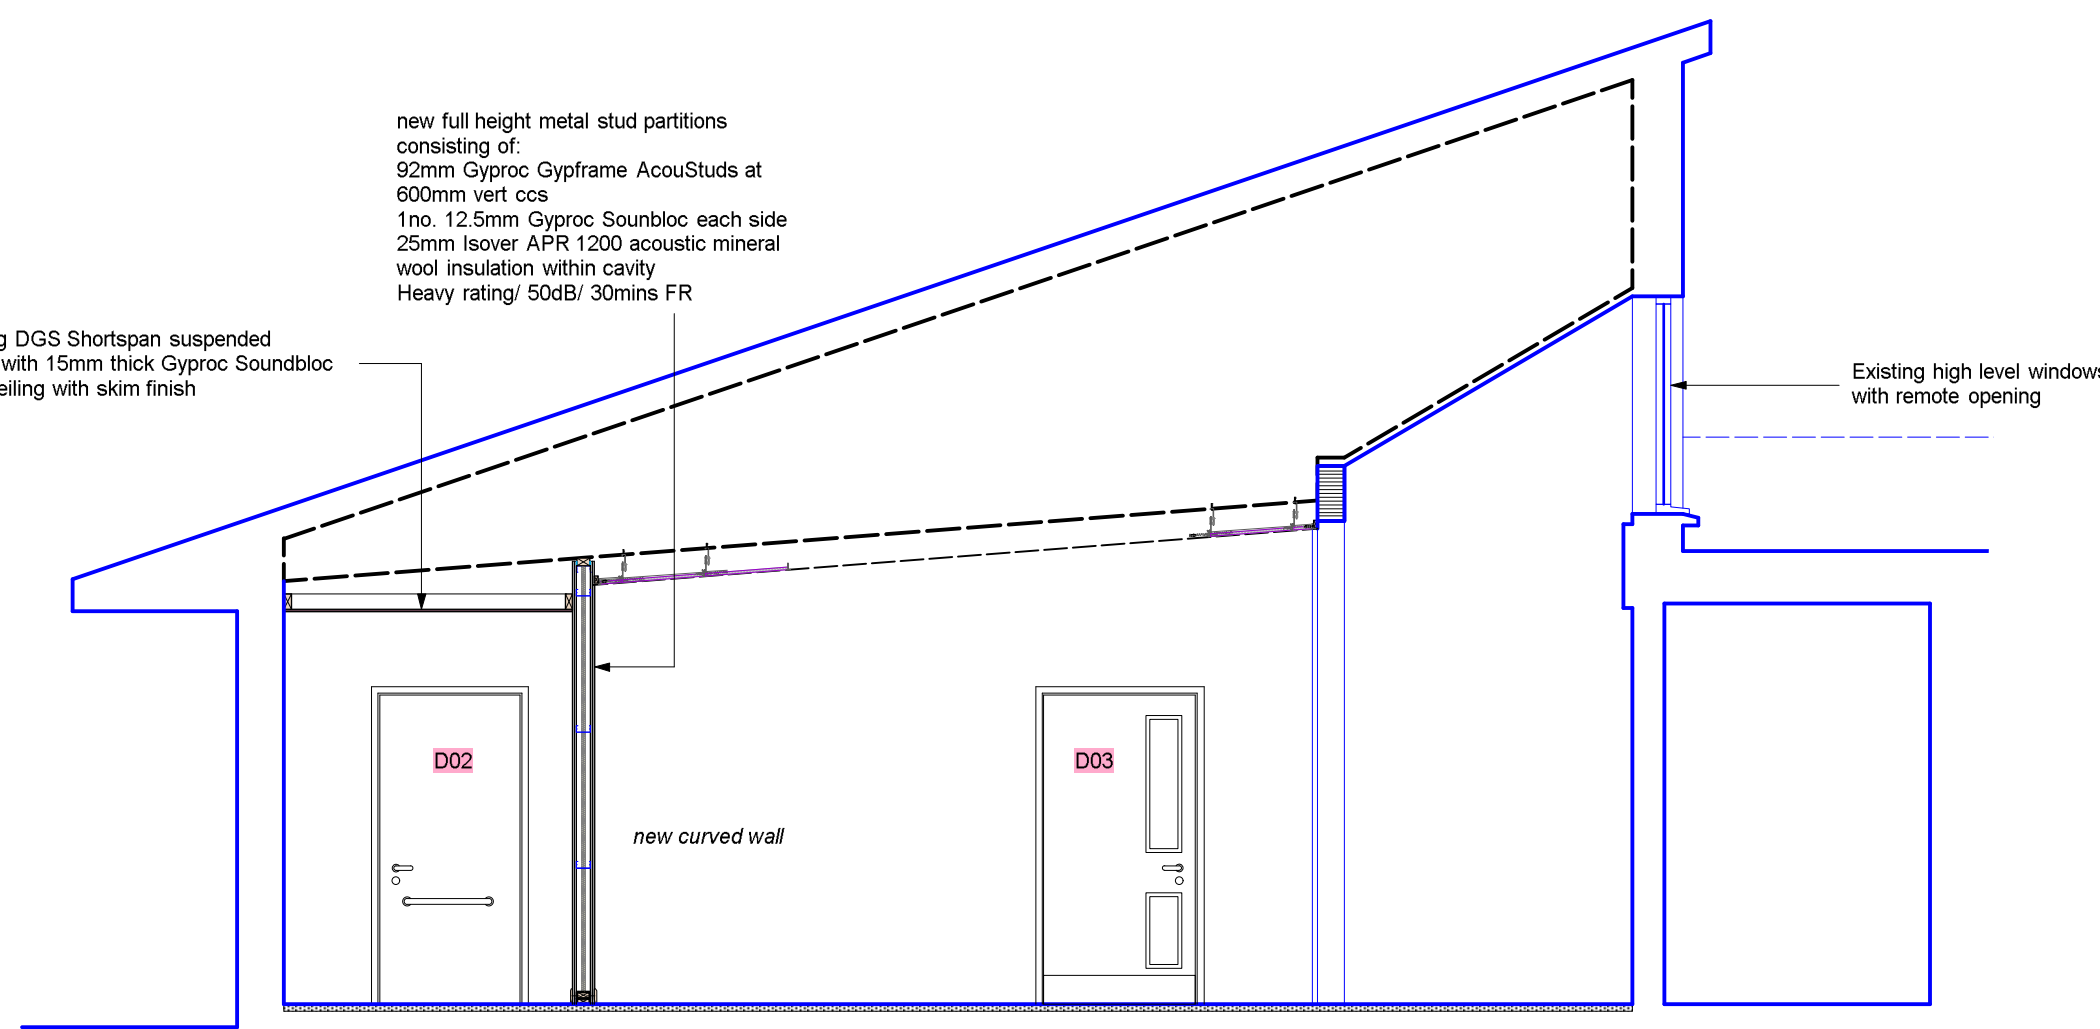 new full height metal stud partitions
consisting of:
92mm Gyproc Gypframe AcouStuds at
600mm vert ccs
1no. 12.5mm Gyproc Sounbloc each side
25mm Isover APR 1200 acoustic mineral
wool insulation within cavity
Heavy rating/ 50dB/ 30mins FR
g DGS Shortspan suspended
with 15mm thick Gyproc Soundbloc
eiling with skim finish
Existing high level windows
with remote opening
D02
D03
new curved wall